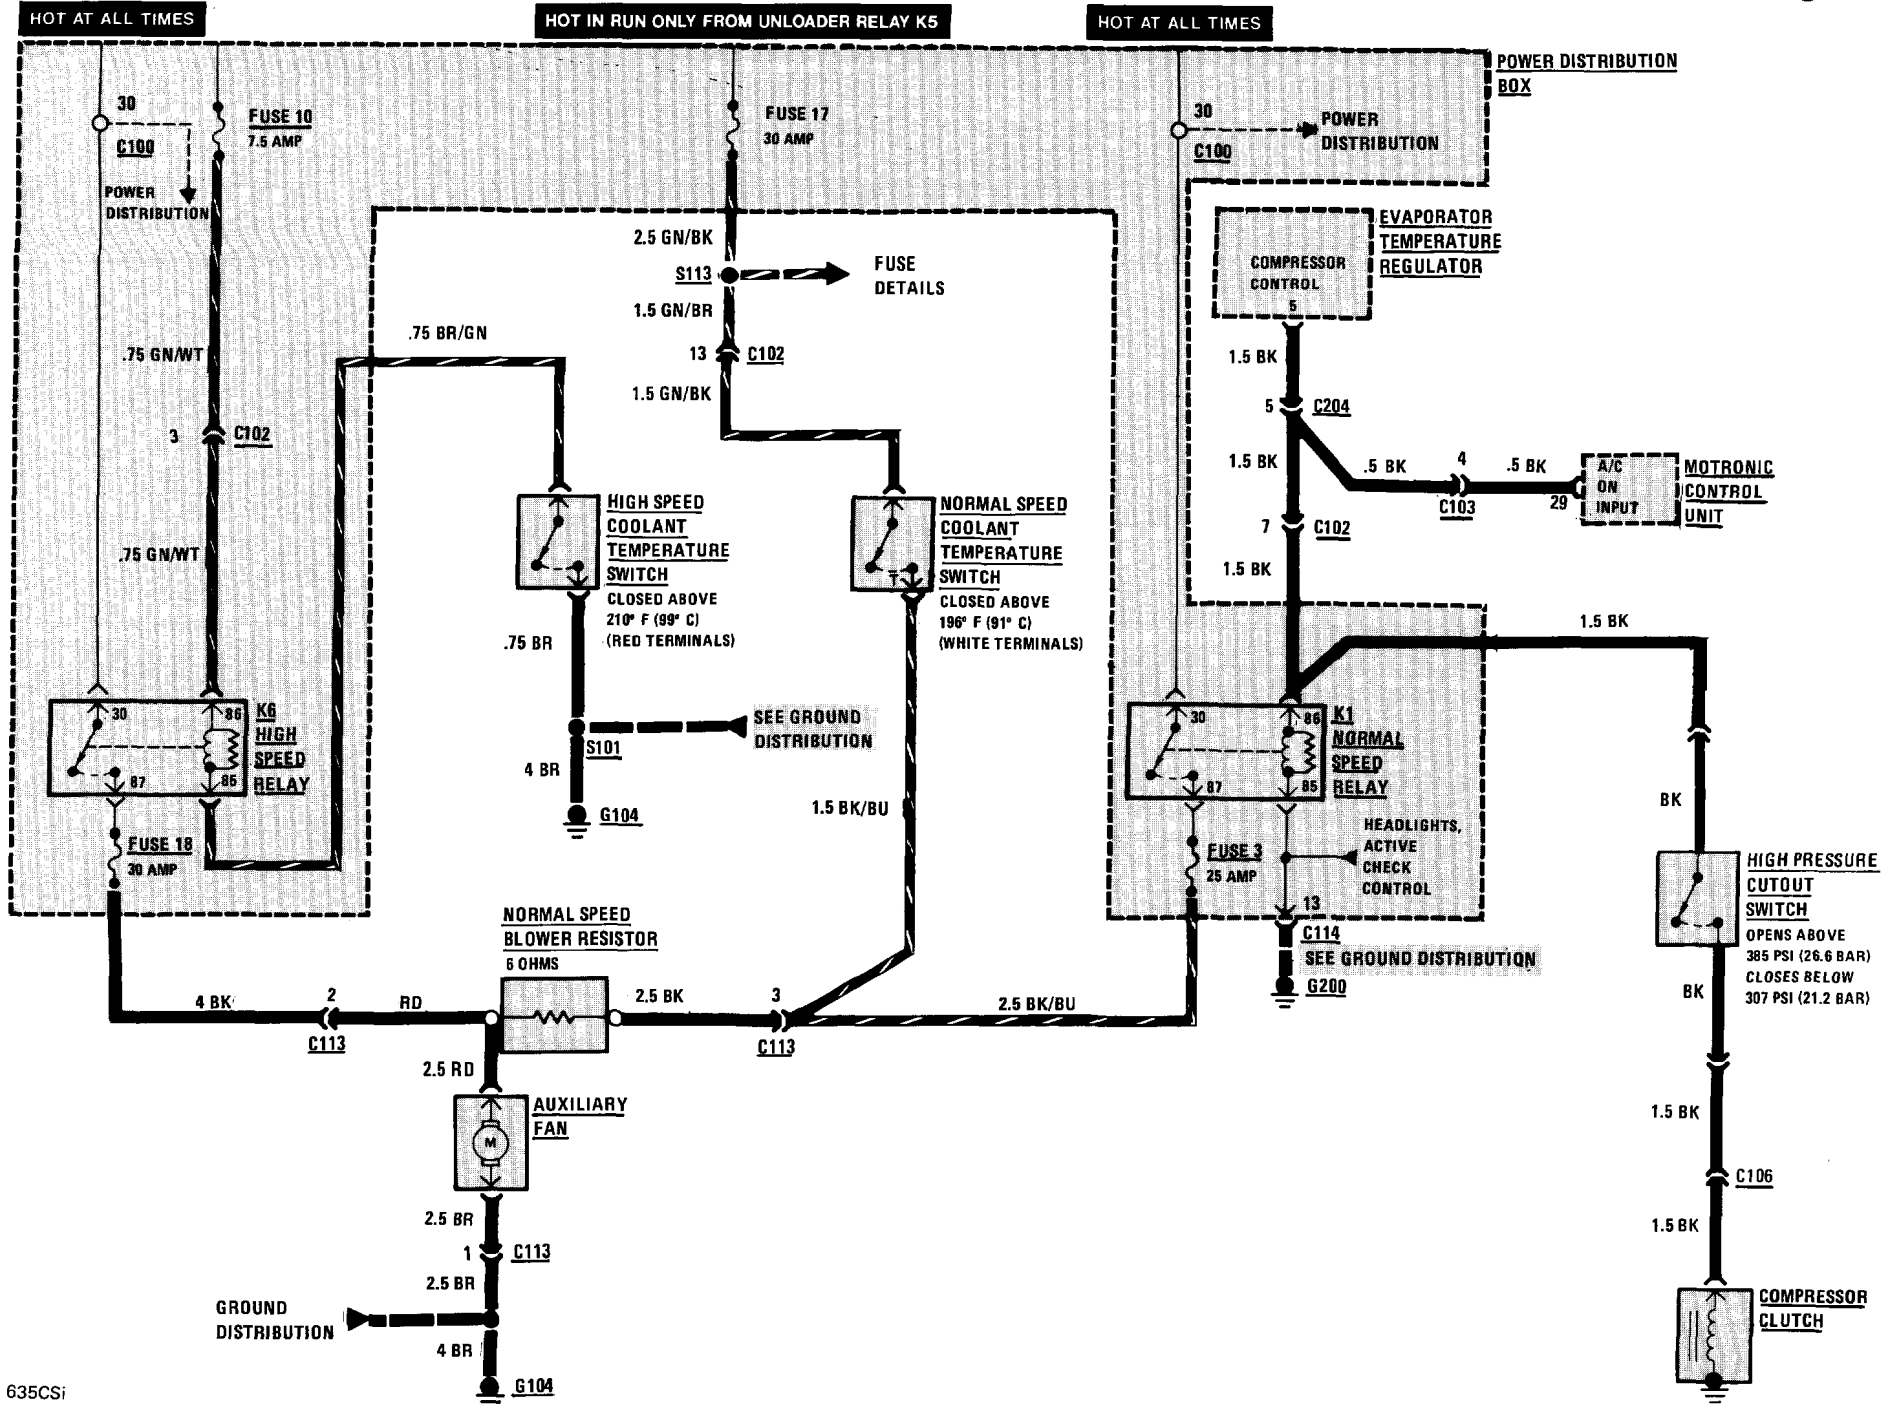 HOT AT ALL TIMES
HOT IN RUN ONLY FROM UNLOADER RELAY K5
HOT AT ALL TIMES
POWER DISTRIBUTION
BOX
30
C100
POWER
DISTRIBUTION
FUSE 10
7.5 AMP
FUSE 17
30 AMP
30
C100
POWER
DISTRIBUTION
2.5 GN/BK
S113
FUSE
DETAILS
1.5 GN/BR
13
C102
1.5 GN/BK
EVAPORATOR
TEMPERATURE
REGULATOR
COMPRESSOR
CONTROL
5
1.5 BK
5
C204
1.5 BK
.5 BK
4
C103
.5 BK
29
A/C
ON
INPUT
MOTRONIC
CONTROL
UNIT
7
C102
1.5 BK
.75 GN/WT
3
C102
.75 GN/WT
.75 BR/GN
HIGH SPEED
COOLANT
TEMPERATURE
SWITCH
CLOSED ABOVE
210° F (99° C)
(RED TERMINALS)
NORMAL SPEED
COOLANT
TEMPERATURE
SWITCH
CLOSED ABOVE
196° F (91° C)
(WHITE TERMINALS)
T
.75 BR
S101
SEE GROUND
DISTRIBUTION
4 BR
G104
1.5 BK/BU
30
86
87
85
K6
HIGH
SPEED
RELAY
FUSE 18
30 AMP
30
86
87
85
K1
NORMAL
SPEED
RELAY
FUSE 3
25 AMP
HEADLIGHTS,
ACTIVE
CHECK
CONTROL
13
C114
SEE GROUND DISTRIBUTION
G200
1.5 BK
BK
HIGH PRESSURE
CUTOUT
SWITCH
OPENS ABOVE
385 PSI (26.6 BAR)
CLOSES BELOW
307 PSI (21.2 BAR)
BK
1.5 BK
C106
1.5 BK
COMPRESSOR
CLUTCH
NORMAL SPEED
BLOWER RESISTOR
6 OHMS
4 BK
2
C113
RD
2.5 BK
3
C113
2.5 BK/BU
2.5 RD
AUXILIARY
FAN
M
2.5 BR
1
C113
2.5 BR
GROUND
DISTRIBUTION
4 BR
G104
635CSi